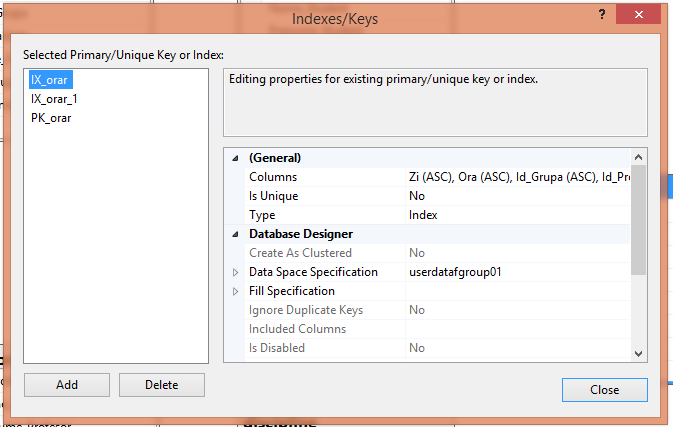 Indexes/Keys
?
Selected Primary/Unique Key or Index:
IX_orar
IX_orar_1
PK_orar
Editing properties for existing primary/unique key or index.
(General)
Columns Zi (ASC), Ora (ASC), Id_Grupa (ASC), Id_Pr
Is Unique No
Type Index
Database Designer
Create As Clustered No
Data Space Specification userdatafgroup01
Fill Specification
Ignore Duplicate Keys No
Included Columns
Is Disabled No
Add Delete
Close